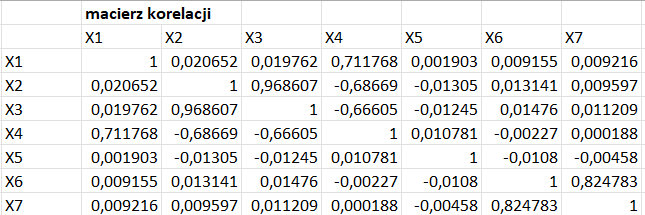 macierz korelacji
X1 X2 X3 X4 X5 X6 X7
X1 1 0,020652 0,019762 0,711768 0,001903 0,009155 0,009216
X2 0,020652 1 0,968607 -0,68669 -0,01305 0,013141 0,009597
X3 0,019762 0,968607 1 -0,66605 -0,01245 0,01476 0,011209
X4 0,711768 -0,68669 -0,66605 1 0,010781 -0,00227 0,000188
X5 0,001903 -0,01305 -0,01245 0,010781 1 -0,0108 -0,00458
X6 0,009155 0,013141 0,01476 -0,00227 -0,0108 1 0,824783
X7 0,009216 0,009597 0,011209 0,000188 -0,00458 0,824783 1